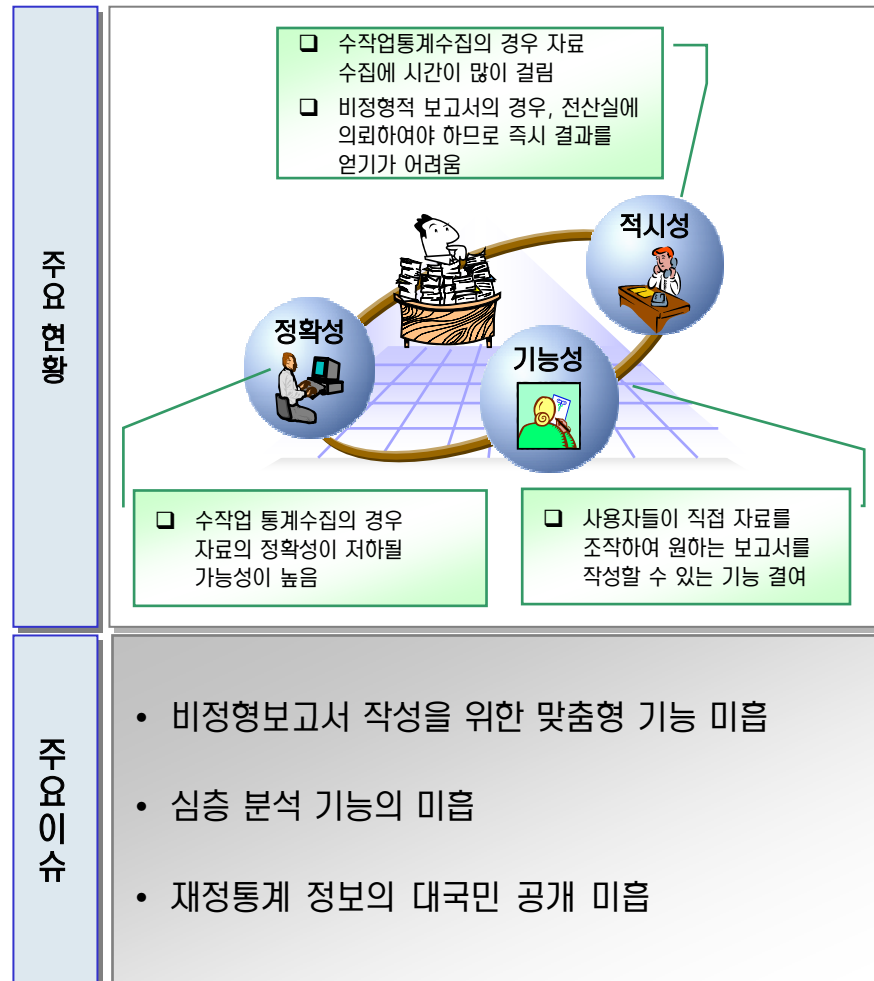 주요 현황
❑ 수작업통계수집의 경우 자료
수집에 시간이 많이 걸림
❑ 비정형적 보고서의 경우, 전산실에
의뢰하여야 하므로 즉시 결과를
얻기가 어려움
적시성
정확성
기능성
❑ 수작업 통계수집의 경우
자료의 정확성이 저하될
가능성이 높음
❑ 사용자들이 직접 자료를
조작하여 원하는 보고서를
작성할 수 있는 기능 결여
주요이슈
• 비정형보고서 작성을 위한 맞춤형 기능 미흡
• 심층 분석 기능의 미흡
• 재정통계 정보의 대국민 공개 미흡